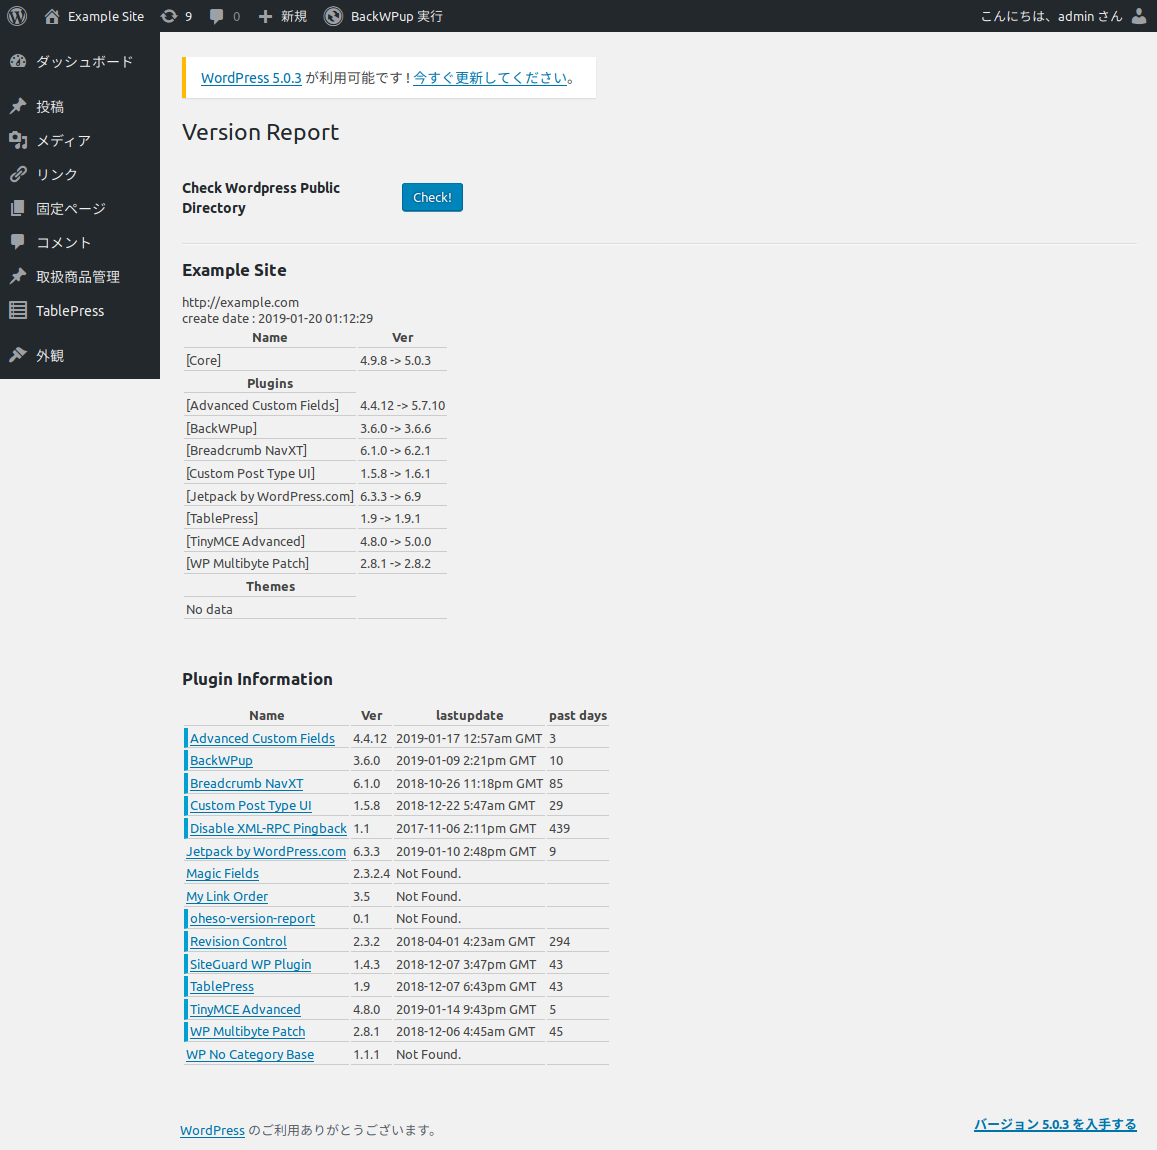 Example Site 9 0 新規 BackWPup 実行 こんにちは、admin さん
ダッシュボード
投稿
メディア
リンク
固定ページ
コメント
取扱商品管理
TablePress
外観
WordPress 5.0.3 が利用可能です ! 今すぐ更新してください。
Version Report
Check Wordpress Public
Directory
Check!
Example Site
http://example.com
create date : 2019-01-20 01:12:29
Name Ver
[Core] 4.9.8 -> 5.0.3
Plugins
[Advanced Custom Fields] 4.4.12 -> 5.7.10
[BackWPup] 3.6.0 -> 3.6.6
[Breadcrumb NavXT] 6.1.0 -> 6.2.1
[Custom Post Type UI] 1.5.8 -> 1.6.1
[Jetpack by WordPress.com] 6.3.3 -> 6.9
[TablePress] 1.9 -> 1.9.1
[TinyMCE Advanced] 4.8.0 -> 5.0.0
[WP Multibyte Patch] 2.8.1 -> 2.8.2
Themes
No data
Plugin Information
Name Ver lastupdate past days
Advanced Custom Fields 4.4.12 2019-01-17 12:57am GMT 3
BackWPup 3.6.0 2019-01-09 2:21pm GMT 10
Breadcrumb NavXT 6.1.0 2018-10-26 11:18pm GMT 85
Custom Post Type UI 1.5.8 2018-12-22 5:47am GMT 29
Disable XML-RPC Pingback 1.1 2017-11-06 2:11pm GMT 439
Jetpack by WordPress.com 6.3.3 2019-01-10 2:48pm GMT 9
Magic Fields 2.3.2.4 Not Found.
My Link Order 3.5 Not Found.
oheso-version-report 0.1 Not Found.
Revision Control 2.3.2 2018-04-01 4:23am GMT 294
SiteGuard WP Plugin 1.4.3 2018-12-07 3:47pm GMT 43
TablePress 1.9 2018-12-07 6:43pm GMT 43
TinyMCE Advanced 4.8.0 2019-01-14 9:43pm GMT 5
WP Multibyte Patch 2.8.1 2018-12-06 4:45am GMT 45
WP No Category Base 1.1.1 Not Found.
WordPress のご利用ありがとうございます。 バージョン 5.0.3 を入手する